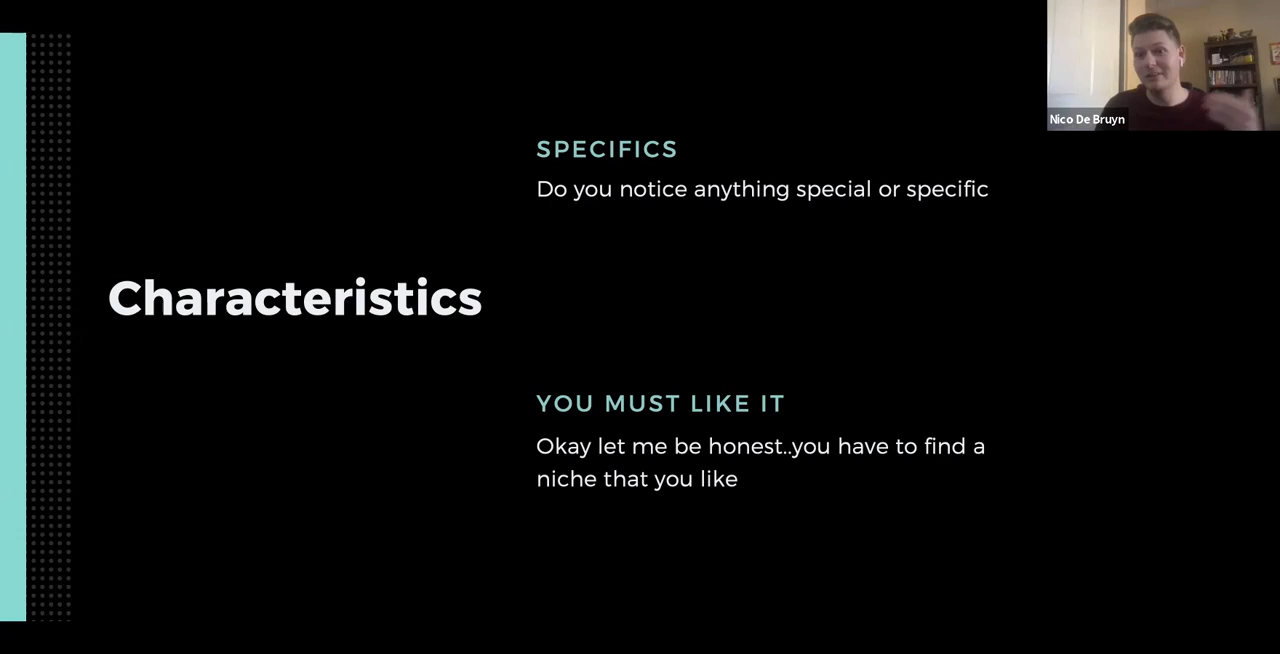 Nico De Bruyn
SPECIFICS
Do you notice anything special or specific
Characteristics
YOU MUST LIKE IT
Okay let me be honest..you have to find a
niche that you like